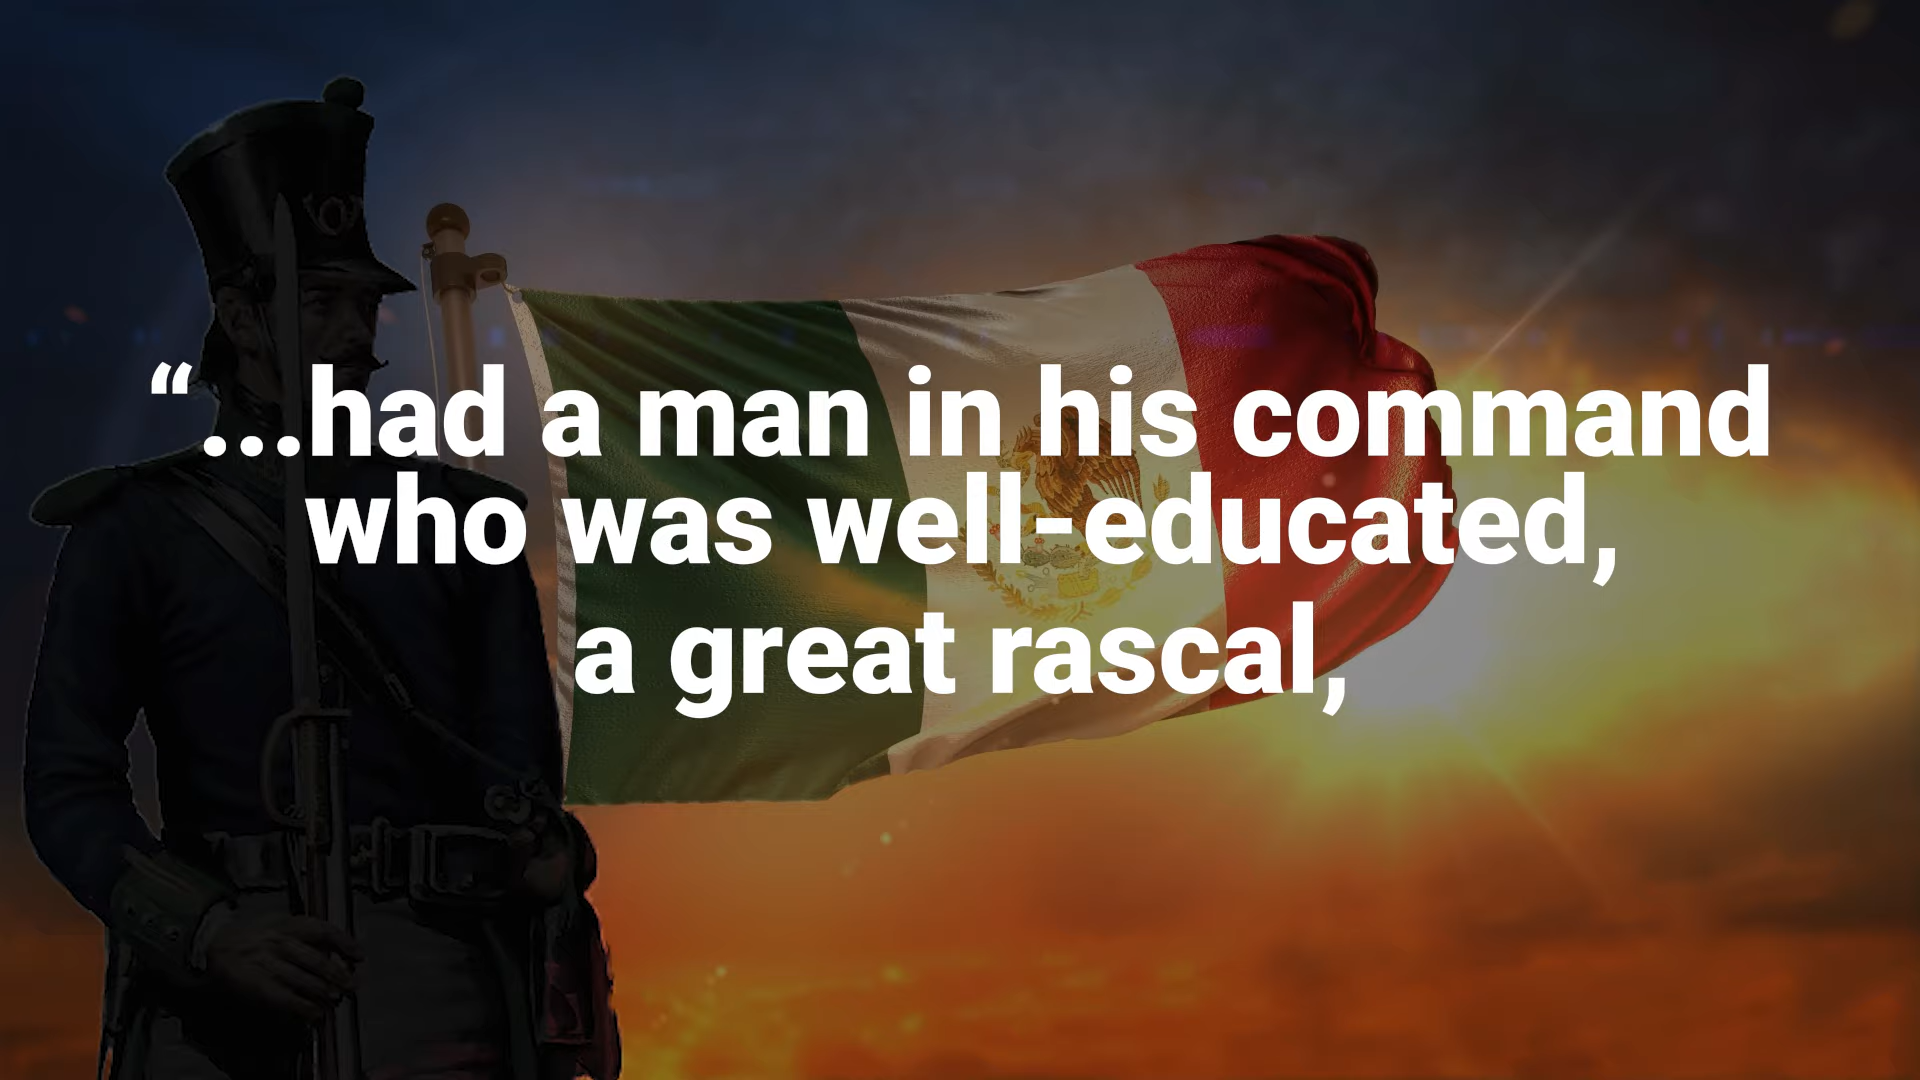 “...had a man in his command
who was well-educated,
a great rascal,